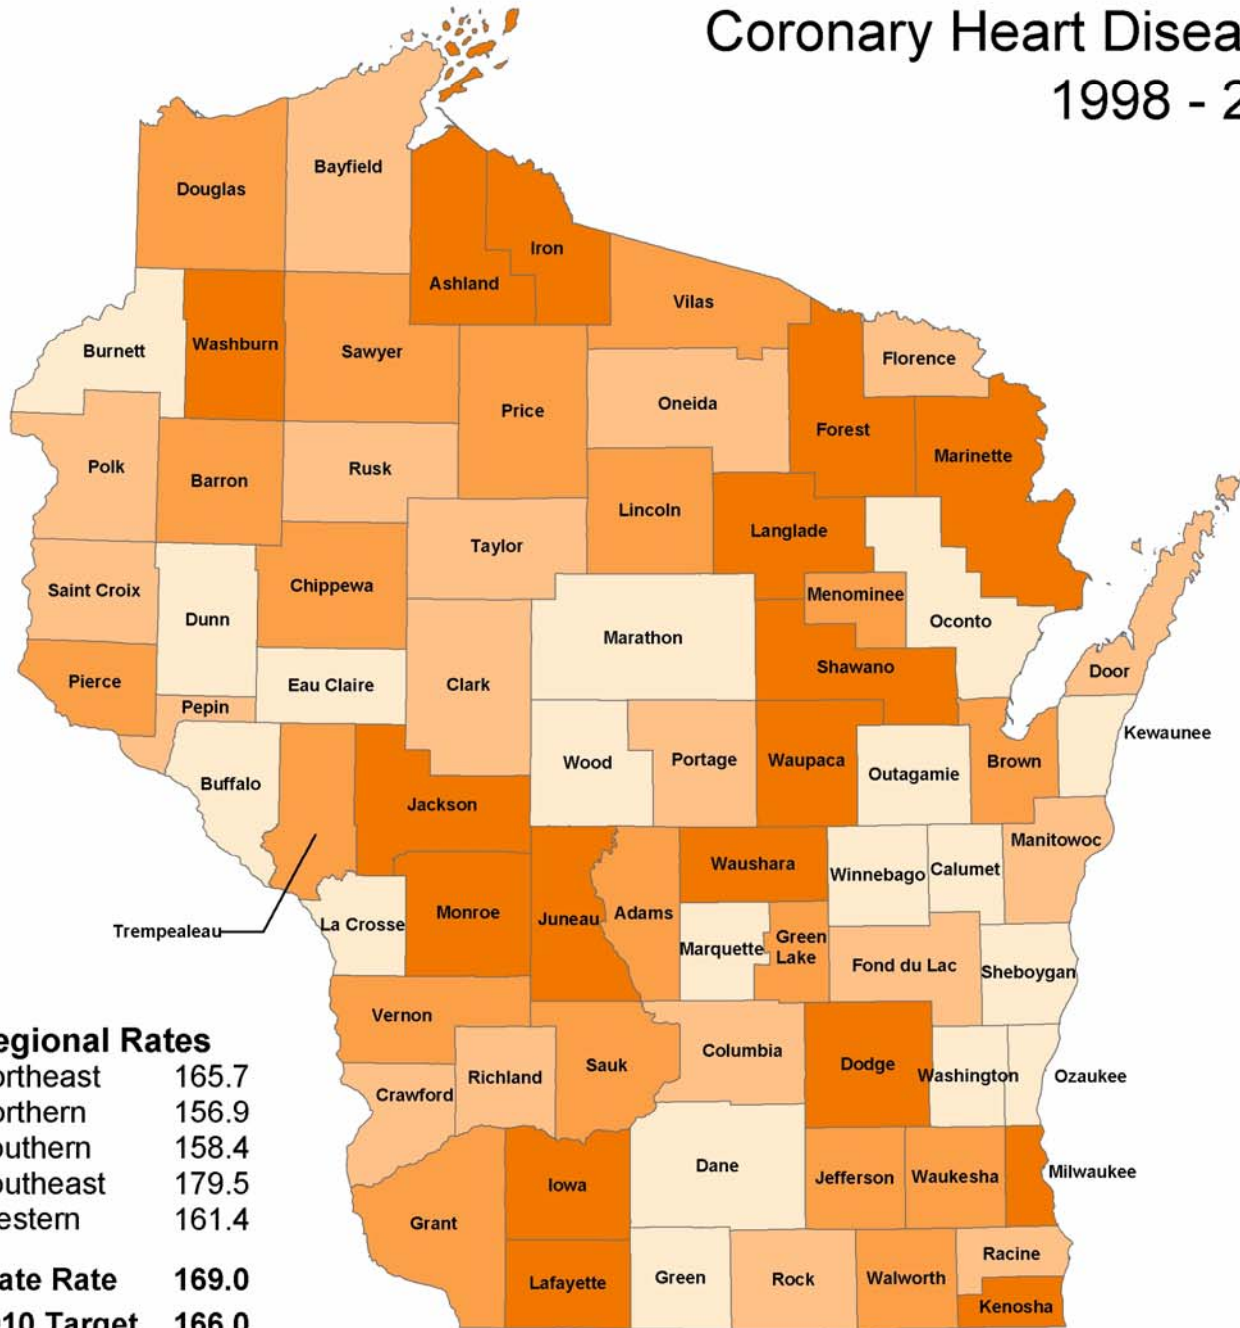 Coronary Heart Disea
1998 - 2
Bayfield
Douglas
Iron
Ashland
Vilas
Washburn
Burnett
Sawyer
Florence
Oneida
Price
Forest
Marinette
Polk
Rusk
Barron
Lincoln
Langlade
Taylor
Chippewa
Saint Croix
Menominee
Dunn
Oconto
Marathon
Shawano
Door
Pierce
Eau Claire
Clark
Pepin
Kewaunee
Wood
Portage
Waupaca
Brown
Outagamie
Buffalo
Jackson
Manitowoc
Waushara
Calumet
Winnebago
Monroe
Adams
Juneau
La Crosse
Trempealeau
Green
Lake
Marquette
Fond du Lac
Sheboygan
Vernon
Columbia
Sauk
Dodge
Richland
Washington
Ozaukee
Crawford
Dane
Milwaukee
Jefferson
Waukesha
Iowa
Grant
Racine
Green
Rock
Walworth
Lafayette
Kenosha
egional Rates
ortheast 165.7
orthern 156.9
outhern 158.4
outheast 179.5
estern 161.4
ate Rate 169.0
10 Target 166.0